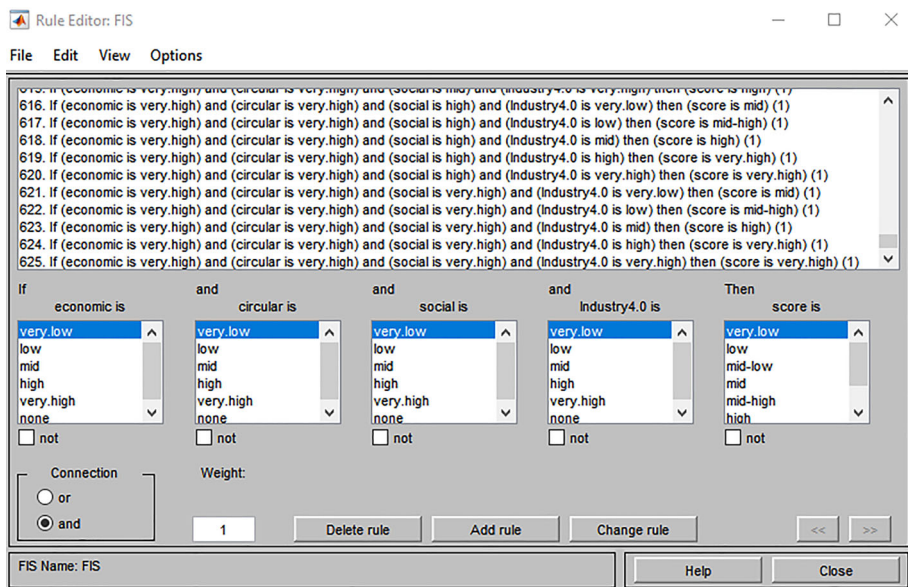 Rule Editor: FIS
File Edit View Options
616. If (economic is very.high) and (circular is very.high) and (social is high) and (Industry4.0 is very.low) then (score is mid) (1)
617. If (economic is very.high) and (circular is very.high) and (social is high) and (Industry4.0 is low) then (score is mid-high) (1)
618. If (economic is very.high) and (circular is very.high) and (social is high) and (Industry4.0 is mid) then (score is high) (1)
619. If (economic is very.high) and (circular is very.high) and (social is high) and (Industry4.0 is high) then (score is very.high) (1)
620. If (economic is very.high) and (circular is very.high) and (social is high) and (Industry4.0 is very.high) then (score is very.high) (1)
621. If (economic is very.high) and (circular is very.high) and (social is very.high) and (Industry4.0 is very.low) then (score is mid) (1)
622. If (economic is very.high) and (circular is very.high) and (social is very.high) and (Industry4.0 is low) then (score is mid-high) (1)
623. If (economic is very.high) and (circular is very.high) and (social is very.high) and (Industry4.0 is mid) then (score is high) (1)
624. If (economic is very.high) and (circular is very.high) and (social is very.high) and (Industry4.0 is high) then (score is very.high) (1)
625. If (economic is very.high) and (circular is very.high) and (social is very.high) and (Industry4.0 is very.high) then (score is very.high) (1)
If and and and Then
economic is circular is social is Industry4.0 is score is
very.low very.low very.low very.low very.low
low low low low low
mid mid mid mid mid-low
high high high high mid
very.high very.high very.high very.high mid-high
none none none none high
not not not not not
Connection Weight:
or
and 1 Delete rule Add rule Change rule << >>
FIS Name: FIS Help Close